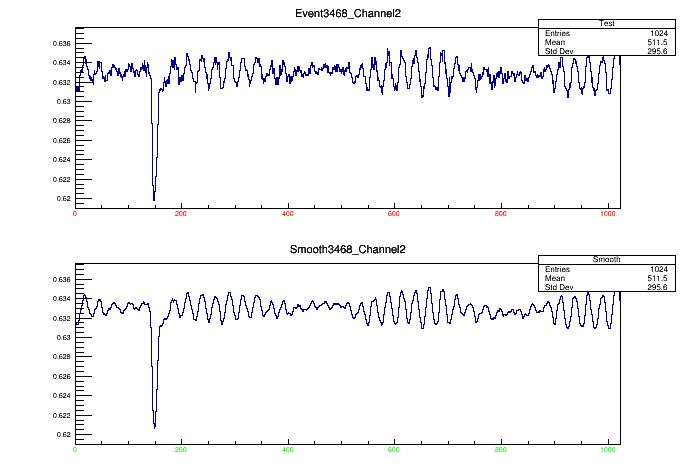 Event3468_Channel2
Test
Entries 1024
Mean 511.5
Std Dev 295.6
0.636
0.634
0.632
0.63
0.628
0.626
0.624
0.622
0.62
0 200 400 600 800 1000
Smooth3468_Channel2
Smooth
Entries 1024
Mean 511.5
Std Dev 295.6
0.636
0.634
0.632
0.63
0.628
0.626
0.624
0.622
0.62
0 200 400 600 800 1000